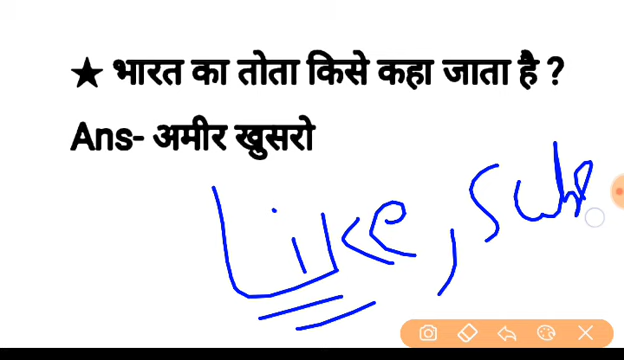 ★ भारत का तोता किसे कहा जाता है ?
Ans- अमीर खुसरो
Like, Sub